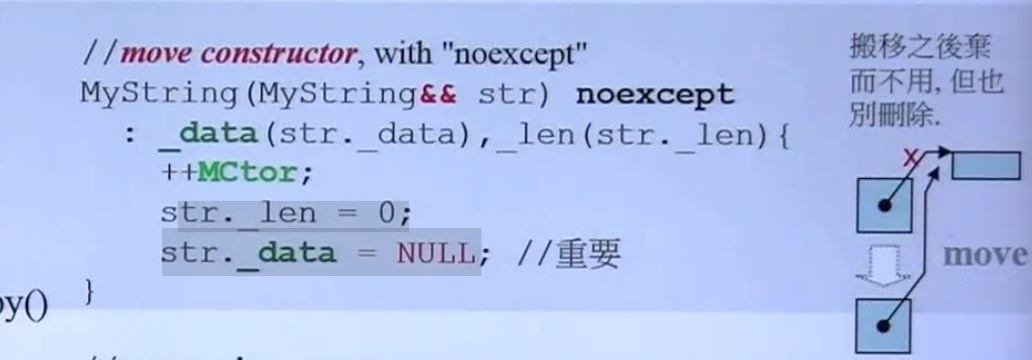 //move constructor, with "noexcept"
MyString(MyString&& str) noexcept
: _data(str._data),_len(str._len){
++MCtor;
str._len = 0;
str._data = NULL; //重要
}
搬移之後棄
而不用, 但也
別刪除.
X
move
py()